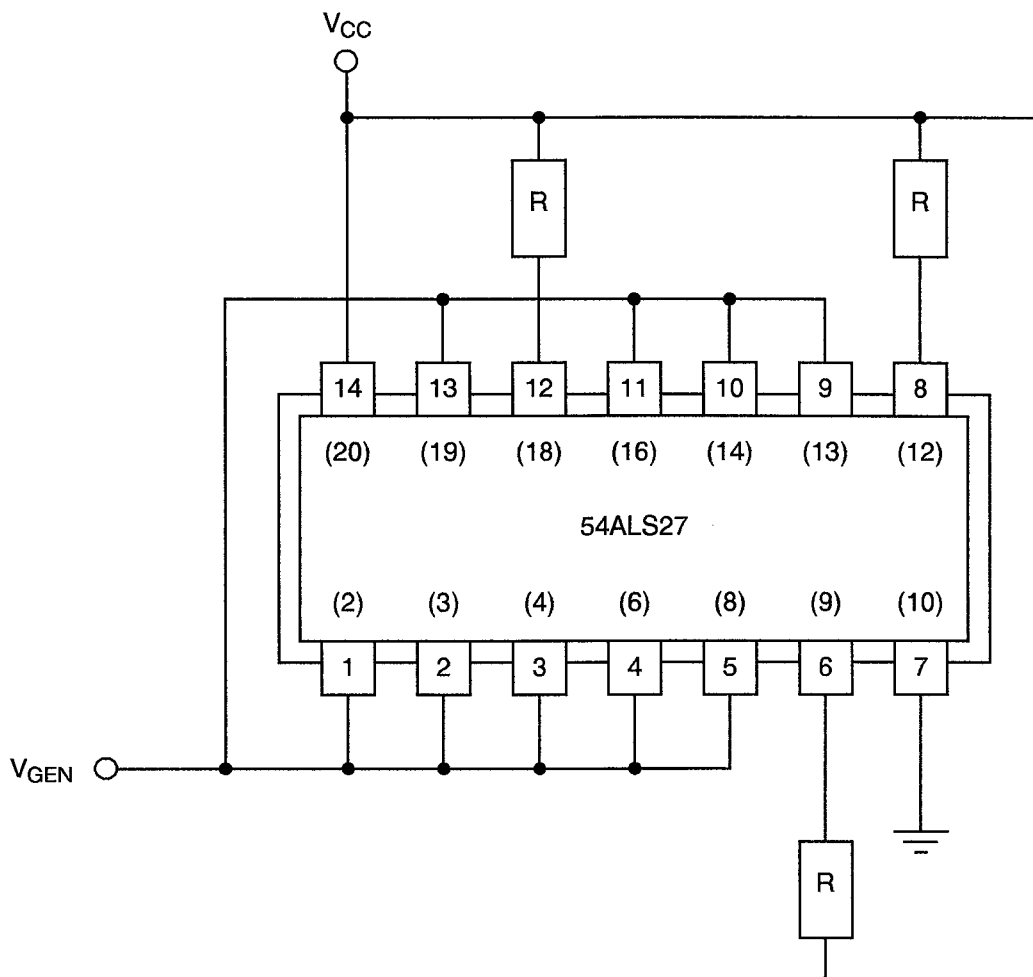 VCC
R R
14 13 12 11 10 9 8
(20) (19) (18) (16) (14) (13) (12)
54ALS27
(2) (3) (4) (6) (8) (9) (10)
1 2 3 4 5 6 7
VGEN
R